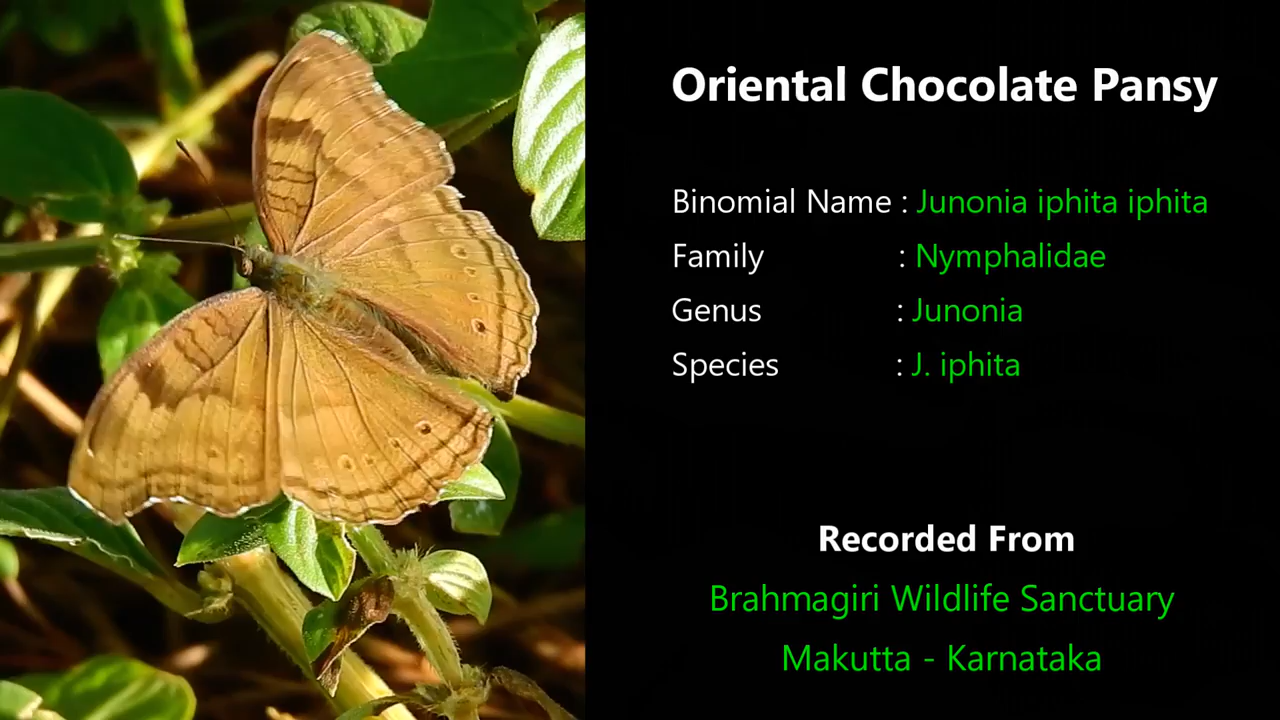 Oriental Chocolate Pansy
Binomial Name : Junonia iphita iphita
Family : Nymphalidae
Genus : Junonia
Species : J. iphita
Recorded From
Brahmagiri Wildlife Sanctuary
Makutta - Karnataka